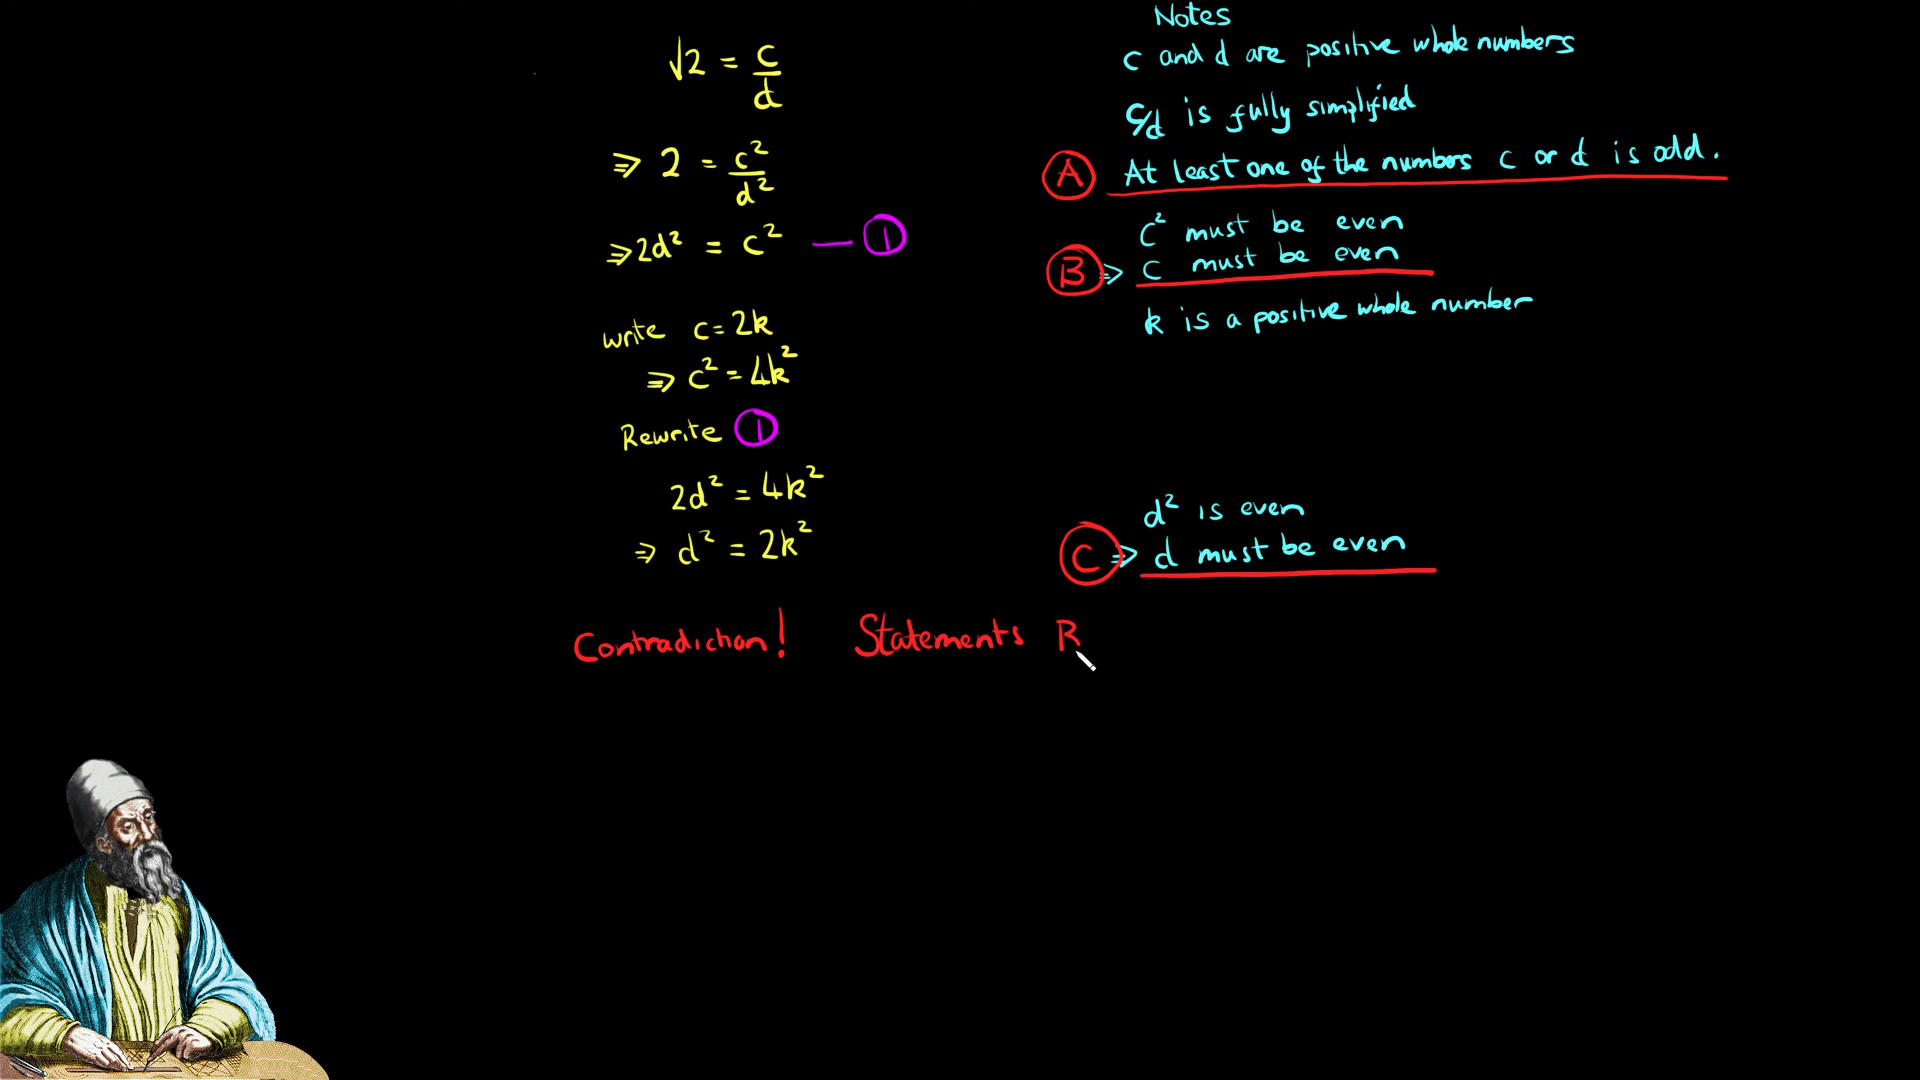 √2 = c/d
⇒ 2 = c²/d²
⇒ 2d² = c² — ①
write c = 2k
⇒ c² = 4k²
Rewrite ①
2d² = 4k²
⇒ d² = 2k²
Notes
c and d are positive whole numbers
c/d is fully simplified
Ⓐ At least one of the numbers c or d is odd.
c² must be even
Ⓑ ⇒ c must be even
k is a positive whole number
d² is even
Ⓒ ⇒ d must be even
Contradiction! Statements R